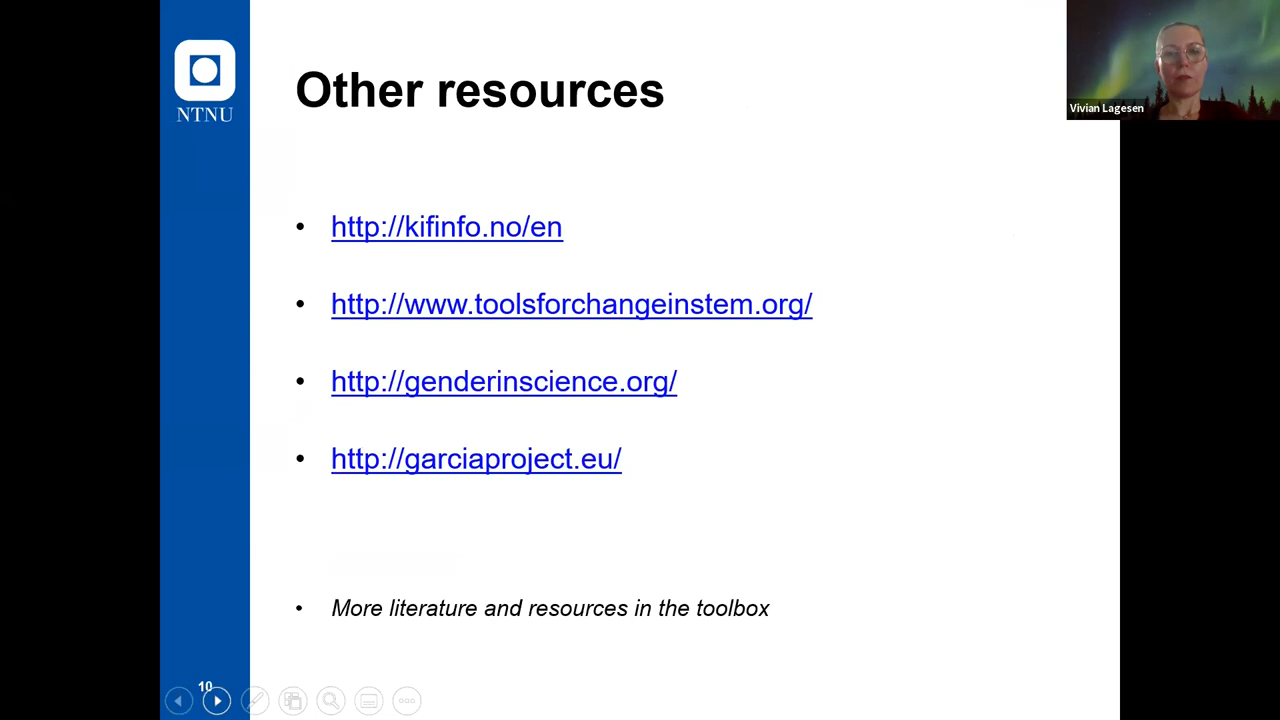 NTNU
Other resources
Vivian Lagesen
• http://kifinfo.no/en
• http://www.toolsforchangeinstem.org/
• http://genderinscience.org/
• http://garciaproject.eu/
• More literature and resources in the toolbox
10